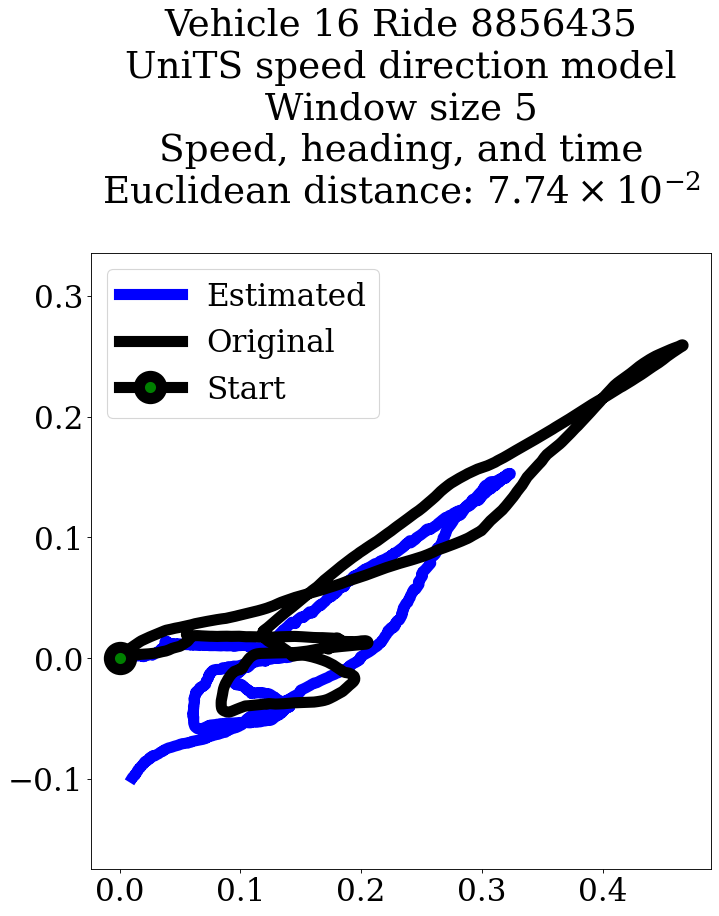 Vehicle 16 Ride 8856435
UniTS speed direction model
Window size 5
Speed, heading, and time
Euclidean distance: 7.74 × 10⁻²
Estimated
Original
Start
0.3
0.2
0.1
0.0
−0.1
0.0 0.1 0.2 0.3 0.4